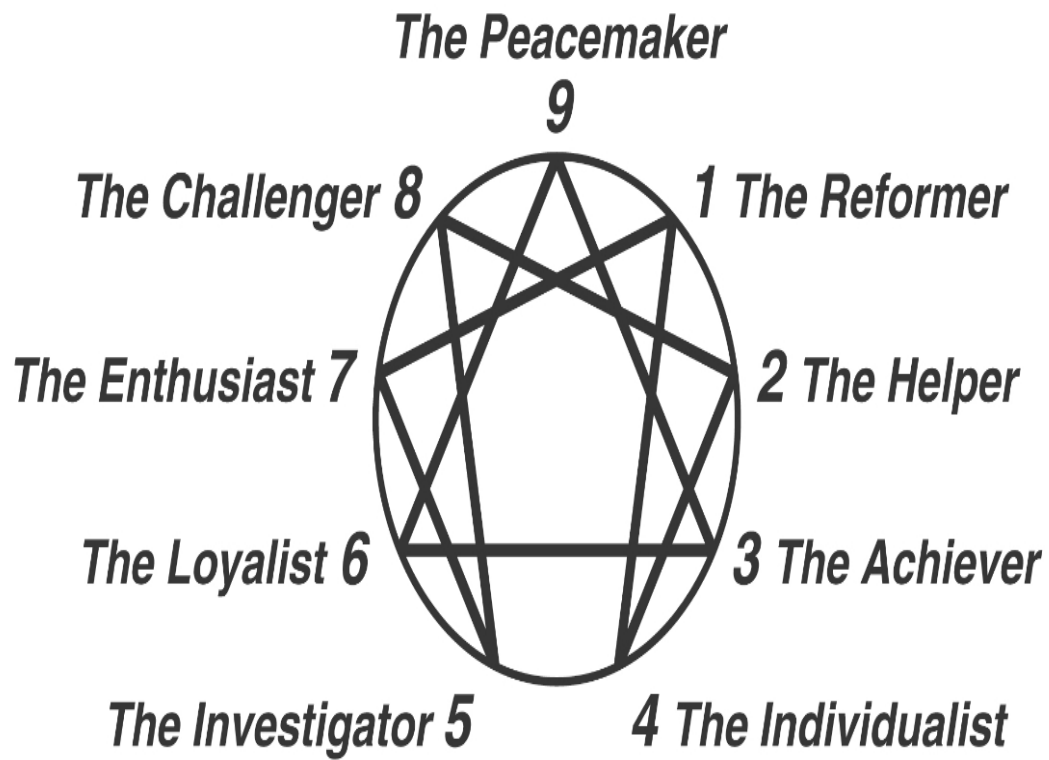 The Peacemaker
9
The Challenger 8
1 The Reformer
The Enthusiast 7
2 The Helper
The Loyalist 6
3 The Achiever
The Investigator 5
4 The Individualist